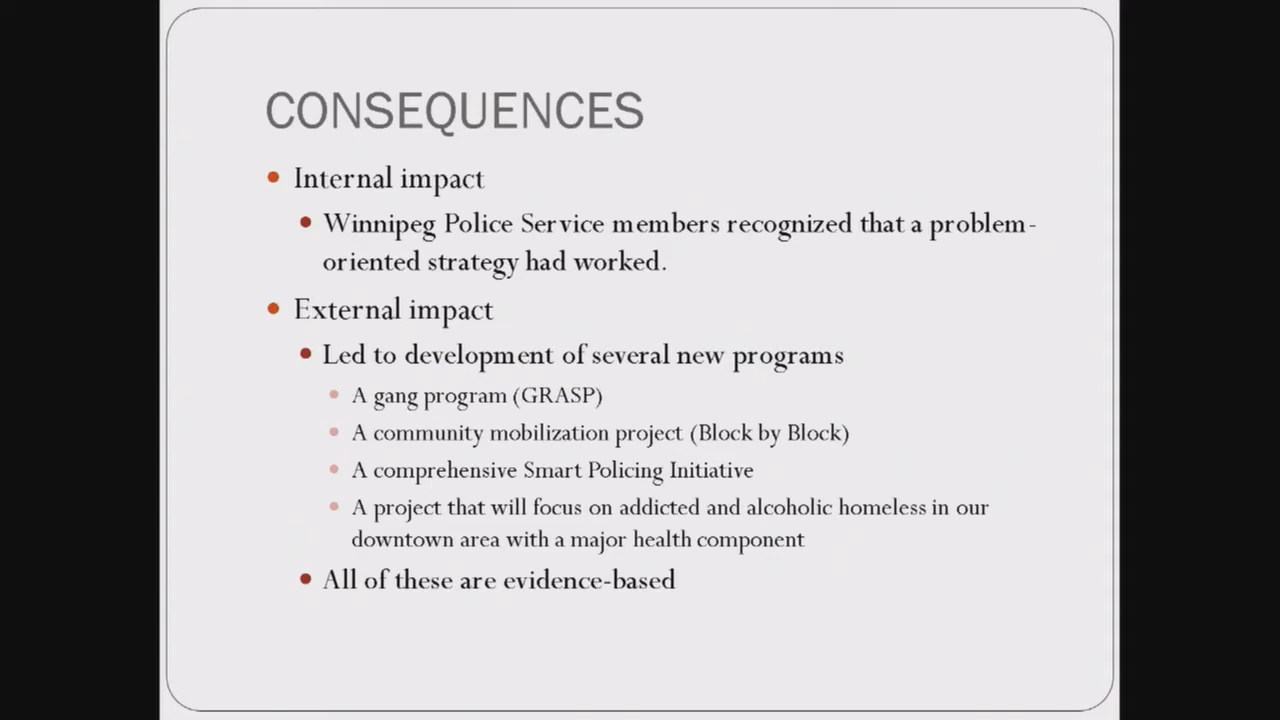 CONSEQUENCES
• Internal impact
• Winnipeg Police Service members recognized that a problem-
oriented strategy had worked.
• External impact
• Led to development of several new programs
• A gang program (GRASP)
• A community mobilization project (Block by Block)
• A comprehensive Smart Policing Initiative
• A project that will focus on addicted and alcoholic homeless in our
downtown area with a major health component
• All of these are evidence-based